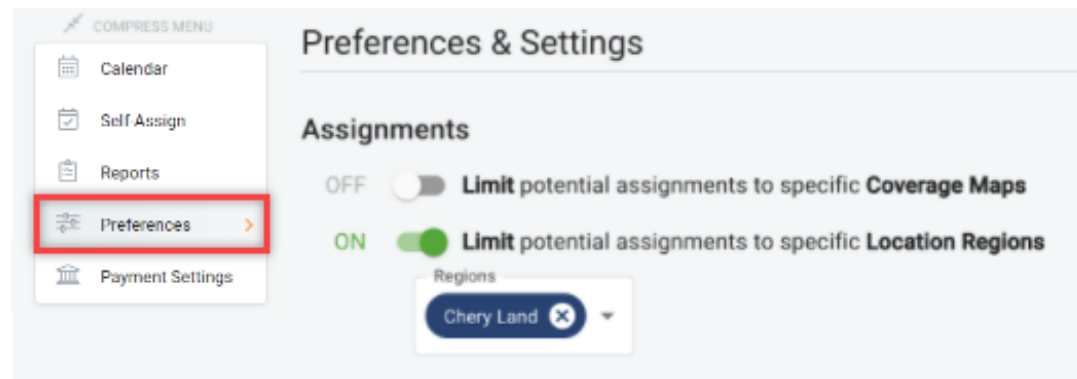 COMPRESS MENU
Calendar
Self-Assign
Reports
Preferences
Payment Settings
Preferences & Settings
Assignments
OFF Limit potential assignments to specific Coverage Maps
ON Limit potential assignments to specific Location Regions
Regions
Chery Land